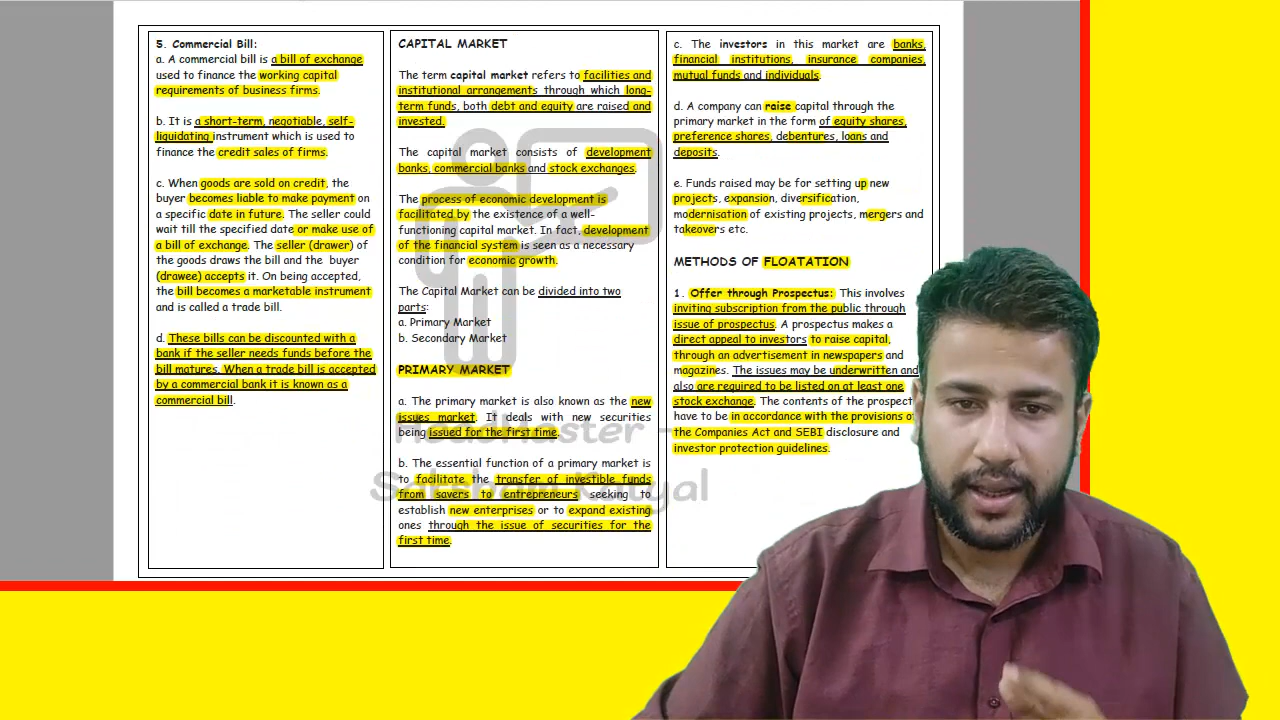 5. Commercial Bill:
a. A commercial bill is a bill of exchange
used to finance the working capital
requirements of business firms.
b. It is a short-term, negotiable, self-
liquidating instrument which is used to
finance the credit sales of firms.
c. When goods are sold on credit, the
buyer becomes liable to make payment on
a specific date in future. The seller could
wait till the specified date or make use of
a bill of exchange. The seller (drawer) of
the goods draws the bill and the buyer
(drawee) accepts it. On being accepted,
the bill becomes a marketable instrument
and is called a trade bill.
d. These bills can be discounted with a
bank if the seller needs funds before the
bill matures. When a trade bill is accepted
by a commercial bank it is known as a
commercial bill.
CAPITAL MARKET
The term capital market refers to facilities and
institutional arrangements through which long-
term funds, both debt and equity are raised and
invested.
The capital market consists of development
banks, commercial banks and stock exchanges.
The process of economic development is
facilitated by the existence of a well-
functioning capital market. In fact, development
of the financial system is seen as a necessary
condition for economic growth.
The Capital Market can be divided into two
parts:
a. Primary Market
b. Secondary Market
PRIMARY MARKET
a. The primary market is also known as the new
issues market. It deals with new securities
being issued for the first time.
b. The essential function of a primary market is
to facilitate the transfer of investible funds
from savers to entrepreneurs seeking to
establish new enterprises or to expand existing
ones through the issue of securities for the
first time.
HeadMaster -
Saksham Katyal
c. The investors in this market are banks,
financial institutions, insurance companies,
mutual funds and individuals.
d. A company can raise capital through the
primary market in the form of equity shares,
preference shares, debentures, loans and
deposits.
e. Funds raised may be for setting up new
projects, expansion, diversification,
modernisation of existing projects, mergers and
takeovers etc.
METHODS OF FLOATATION
1. Offer through Prospectus: This involves
inviting subscription from the public through
issue of prospectus. A prospectus makes a
direct appeal to investors to raise capital,
through an advertisement in newspapers and
magazines. The issues may be underwritten and
also are required to be listed on at least one
stock exchange. The contents of the prospect
have to be in accordance with the provisions of
the Companies Act and SEBI disclosure and
investor protection guidelines.